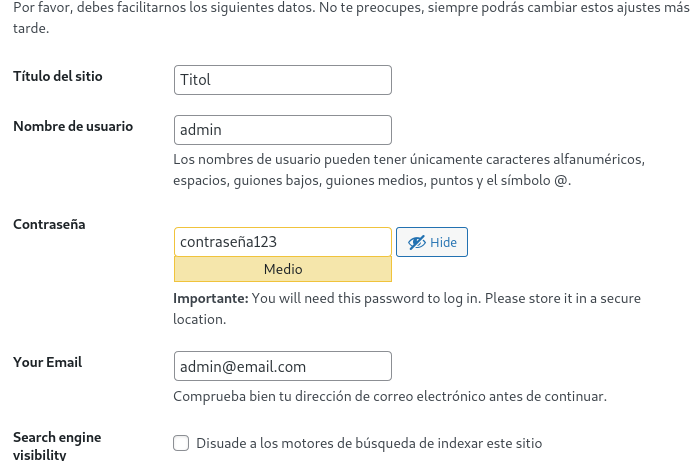 Por favor, debes facilitarnos los siguientes datos. No te preocupes, siempre podrás cambiar estos ajustes más
tarde.
Título del sitio
Titol
Nombre de usuario
admin
Los nombres de usuario pueden tener únicamente caracteres alfanuméricos,
espacios, guiones bajos, guiones medios, puntos y el símbolo @.
Contraseña
contraseña123
Hide
Medio
Importante: You will need this password to log in. Please store it in a secure
location.
Your Email
admin@email.com
Comprueba bien tu dirección de correo electrónico antes de continuar.
Search engine
visibility
Disuade a los motores de búsqueda de indexar este sitio